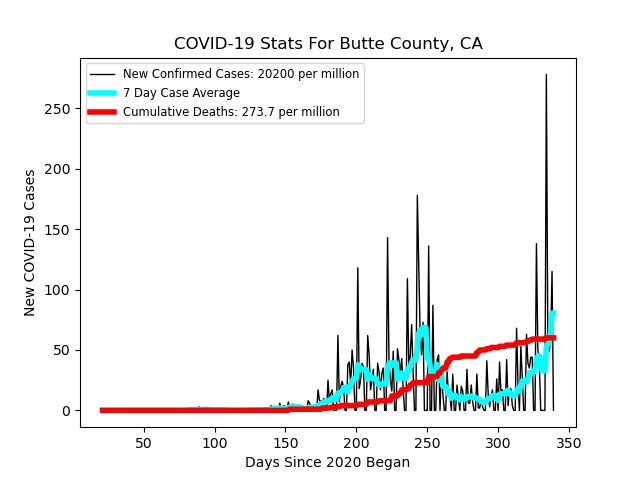 COVID-19 Stats For Butte County, CA
New Confirmed Cases: 20200 per million
7 Day Case Average
Cumulative Deaths: 273.7 per million
New COVID-19 Cases
250
200
150
100
50
0
50 100 150 200 250 300 350
Days Since 2020 Began